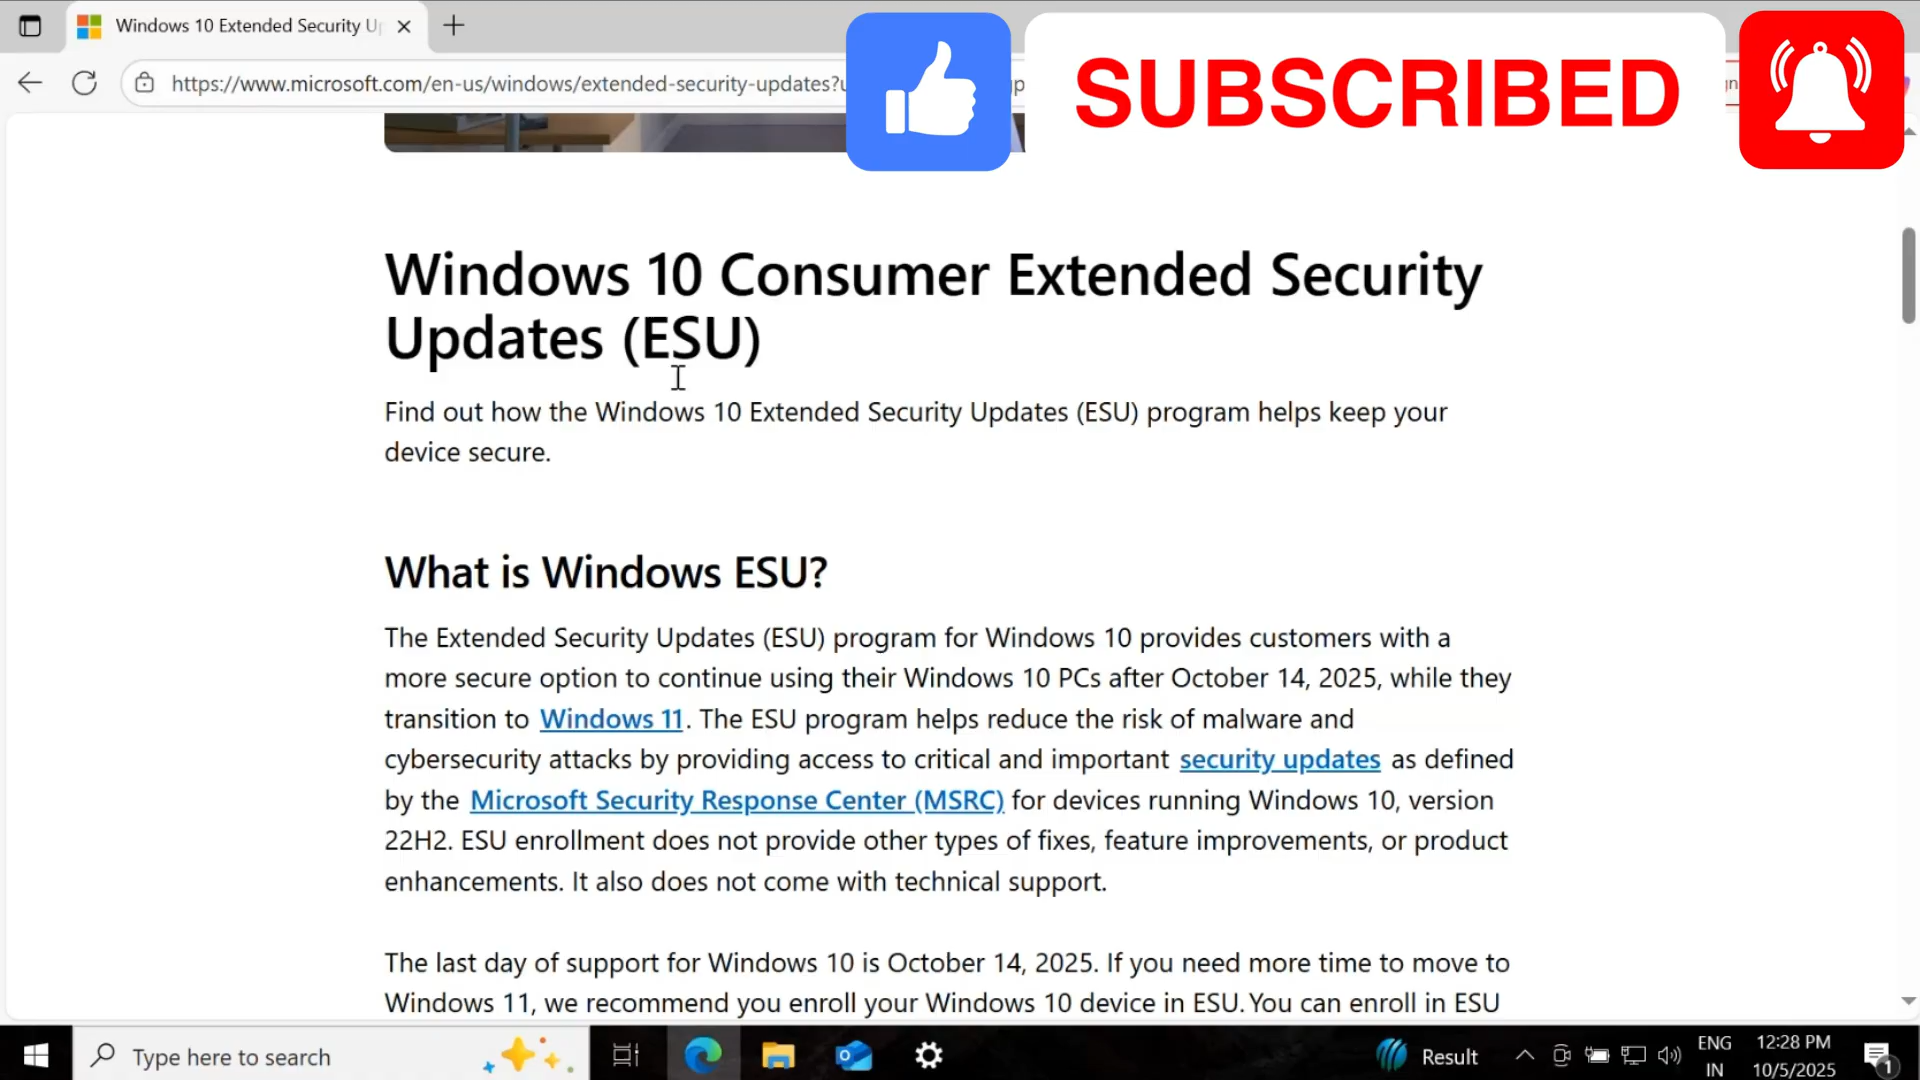 Windows 10 Extended Security Up
https://www.microsoft.com/en-us/windows/extended-security-updates?u
SUBSCRIBED
Windows 10 Consumer Extended Security
Updates (ESU)
Find out how the Windows 10 Extended Security Updates (ESU) program helps keep your
device secure.
What is Windows ESU?
The Extended Security Updates (ESU) program for Windows 10 provides customers with a
more secure option to continue using their Windows 10 PCs after October 14, 2025, while they
transition to Windows 11. The ESU program helps reduce the risk of malware and
cybersecurity attacks by providing access to critical and important security updates as defined
by the Microsoft Security Response Center (MSRC) for devices running Windows 10, version
22H2. ESU enrollment does not provide other types of fixes, feature improvements, or product
enhancements. It also does not come with technical support.
The last day of support for Windows 10 is October 14, 2025. If you need more time to move to
Windows 11, we recommend you enroll your Windows 10 device in ESU. You can enroll in ESU
Type here to search
Result
ENG
IN
12:28 PM
10/5/2025
1